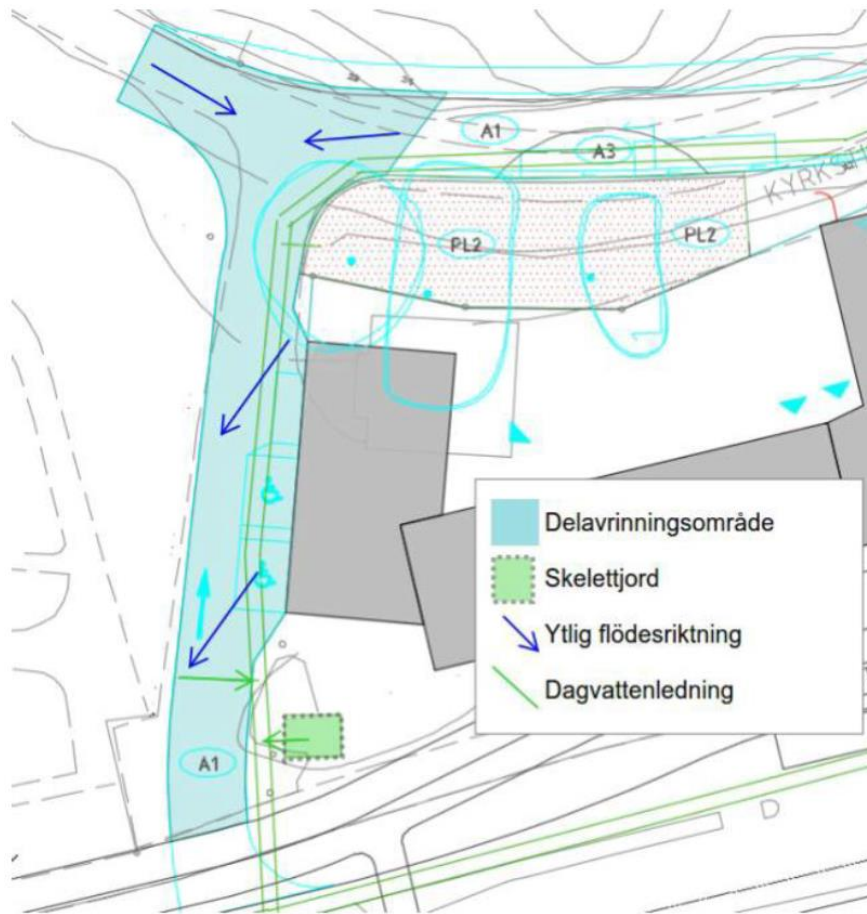 A1
A3
KYRKST
PL2
PL2
Delavrinningsområde
Skelettjord
Ytlig flödesriktning
Dagvattenledning
A1
D